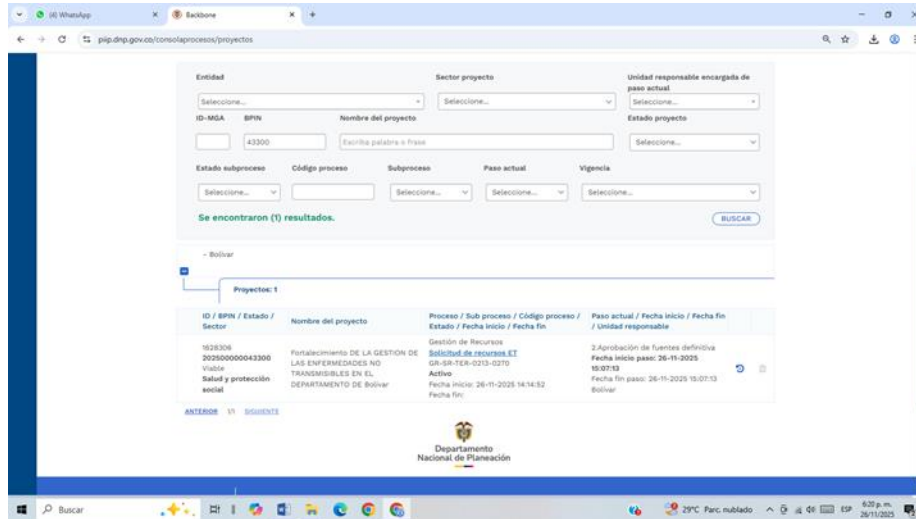 (4) WhatsApp
Backbone
piip.dnp.gov.co/consolaprocesos/proyectos
Entidad
Sector proyecto
Unidad responsable encargada de
paso actual
Seleccione...
Seleccione...
Seleccione...
ID-MGA
BPIN
Nombre del proyecto
Estado proyecto
43300
Escriba palabra o frase
Seleccione...
Estado subproceso
Código proceso
Subproceso
Paso actual
Vigencia
Seleccione...
Seleccione...
Seleccione...
Seleccione...
Se encontraron (1) resultados.
BUSCAR
- Bolívar
Proyectos: 1
ID / BPIN / Estado /
Sector
Nombre del proyecto
Proceso / Sub proceso / Código proceso /
Estado / Fecha inicio / Fecha fin
Paso actual / Fecha inicio / Fecha fin
/ Unidad responsable
1628306
202500000043300
Viable
Salud y protección
social
Fortalecimiento DE LA GESTION DE
LAS ENFERMEDADES NO
TRANSMISIBLES EN EL
DEPARTAMENTO DE Bolívar
Gestión de Recursos
Solicitud de recursos ET
GR-SR-TER-0213-0270
Activo
Fecha inicio: 26-11-2025 14:14:52
Fecha fin:
2.Aprobación de fuentes definitiva
Fecha inicio paso: 26-11-2025
15:07:13
Fecha fin paso: 26-11-2025 15:07:13
Bolívar
ANTERIOR 1/1 SIGUIENTE
Departamento
Nacional de Planeación
Buscar
29°C Parc. nublado
ESP
6:20 p. m.
26/11/2025